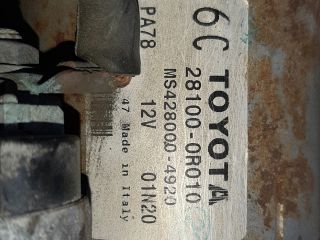 6C TOYOTA
28100-0R010
MS428000-4920
PA78 12V 01N20
47 Made in Italy